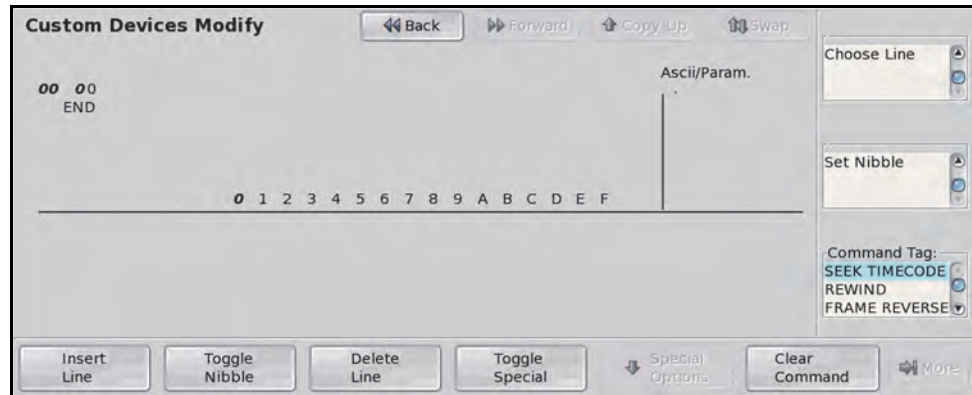 Custom Devices Modify
Back
Forward
Copy Up
Swap
Choose Line
Ascii/Param.
00 00
END
Set Nibble
0 1 2 3 4 5 6 7 8 9 A B C D E F
Command Tag:
SEEK TIMECODE
REWIND
FRAME REVERSE
Insert Line
Toggle Nibble
Delete Line
Toggle Special
Special Options
Clear Command
More